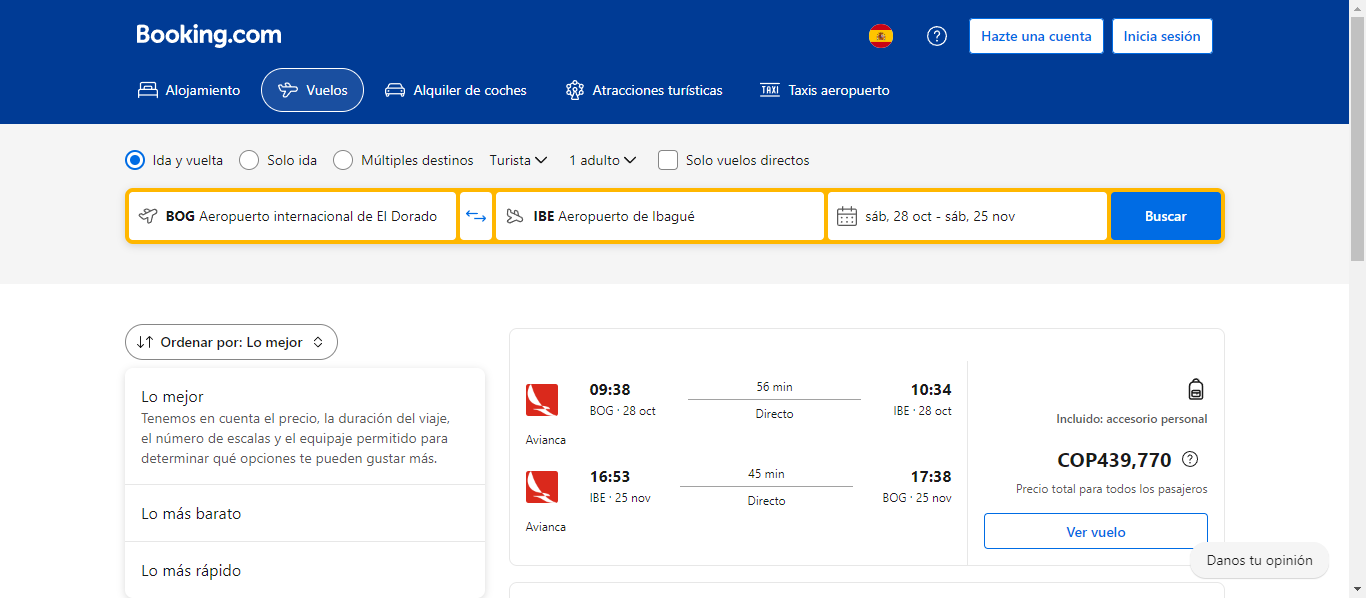 Booking.com
Hazte una cuenta
Inicia sesión
Alojamiento
Vuelos
Alquiler de coches
Atracciones turísticas
TAXI
Taxis aeropuerto
Ida y vuelta
Solo ida
Múltiples destinos
Turista
1 adulto
Solo vuelos directos
BOG Aeropuerto internacional de El Dorado
IBE Aeropuerto de Ibagué
sáb, 28 oct - sáb, 25 nov
Buscar
Ordenar por: Lo mejor
Lo mejor
Tenemos en cuenta el precio, la duración del viaje,
el número de escalas y el equipaje permitido para
determinar qué opciones te pueden gustar más.
Lo más barato
Lo más rápido
09:38
BOG · 28 oct
56 min
Directo
10:34
IBE · 28 oct
Avianca
16:53
IBE · 25 nov
45 min
Directo
17:38
BOG · 25 nov
Avianca
Incluido: accesorio personal
COP439,770
Precio total para todos los pasajeros
Ver vuelo
Danos tu opinión